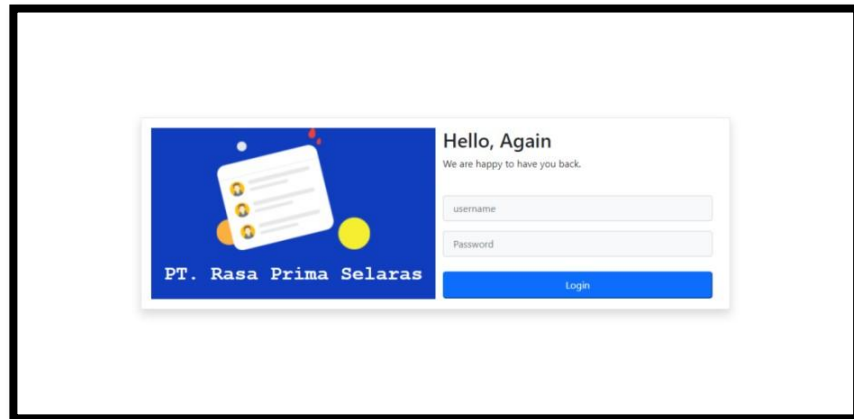 Hello, Again
We are happy to have you back.
username
Password
Login
PT. Rasa Prima Selaras